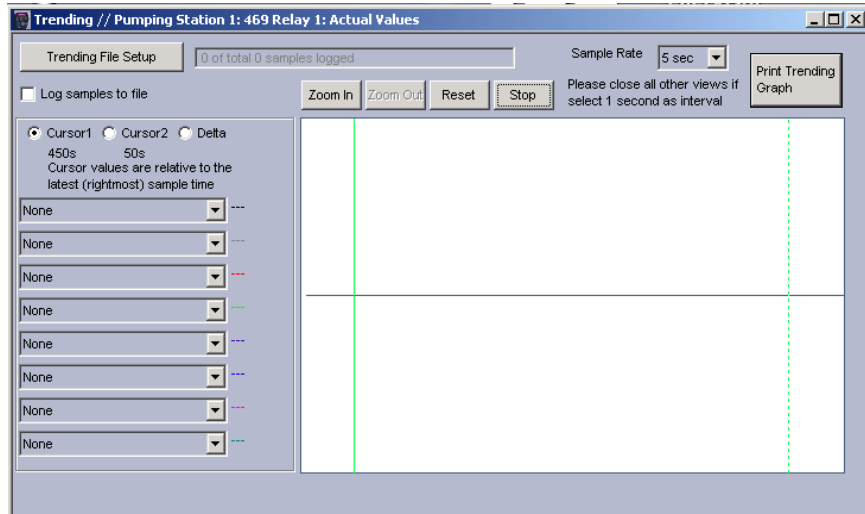 Trending // Pumping Station 1: 469 Relay 1: Actual Values
Trending File Setup
0 of total 0 samples logged
Sample Rate
5 sec
Print Trending
Graph
Log samples to file
Zoom In
Zoom Out
Reset
Stop
Please close all other views if
select 1 second as interval
Cursor1
Cursor2
Delta
450s
50s
Cursor values are relative to the
latest (rightmost) sample time
None
---
None
---
None
---
None
---
None
---
None
---
None
---
None
---